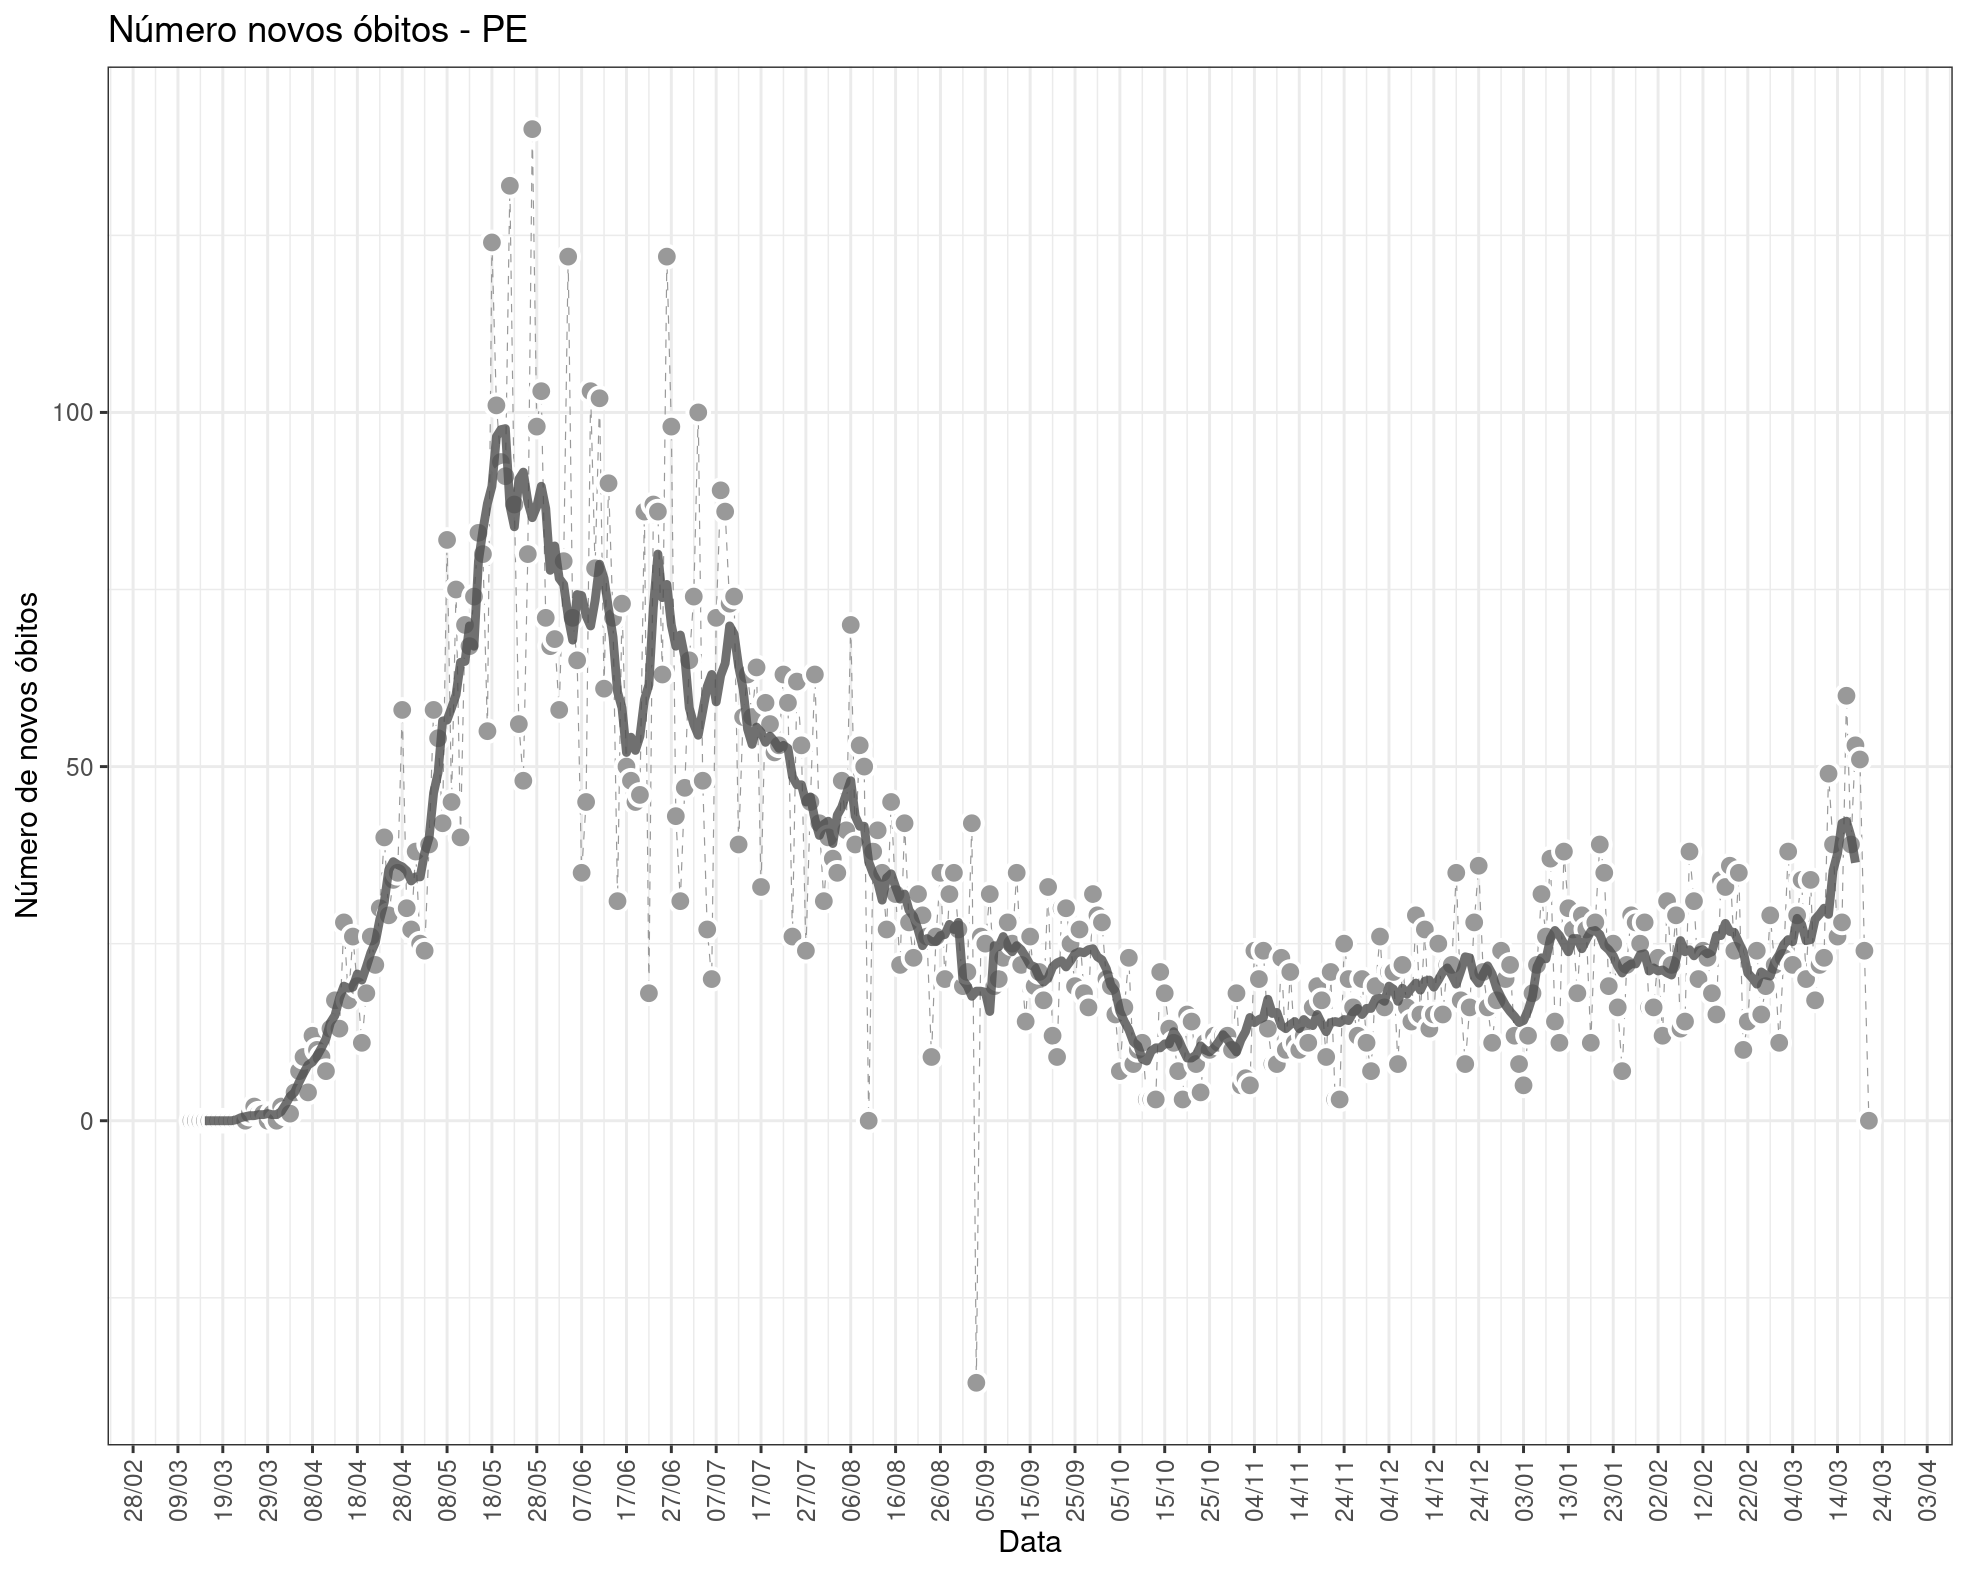 Número novos óbitos - PE
Número de novos óbitos
100
50
0
28/02 09/03 19/03 29/03 08/04 18/04 28/04 08/05 18/05 28/05 07/06 17/06 27/06 07/07 17/07 27/07 06/08 16/08 26/08 05/09 15/09 25/09 05/10 15/10 25/10 04/11 14/11 24/11 04/12 14/12 24/12 03/01 13/01 23/01 02/02 12/02 22/02 04/03 14/03 24/03 03/04
Data